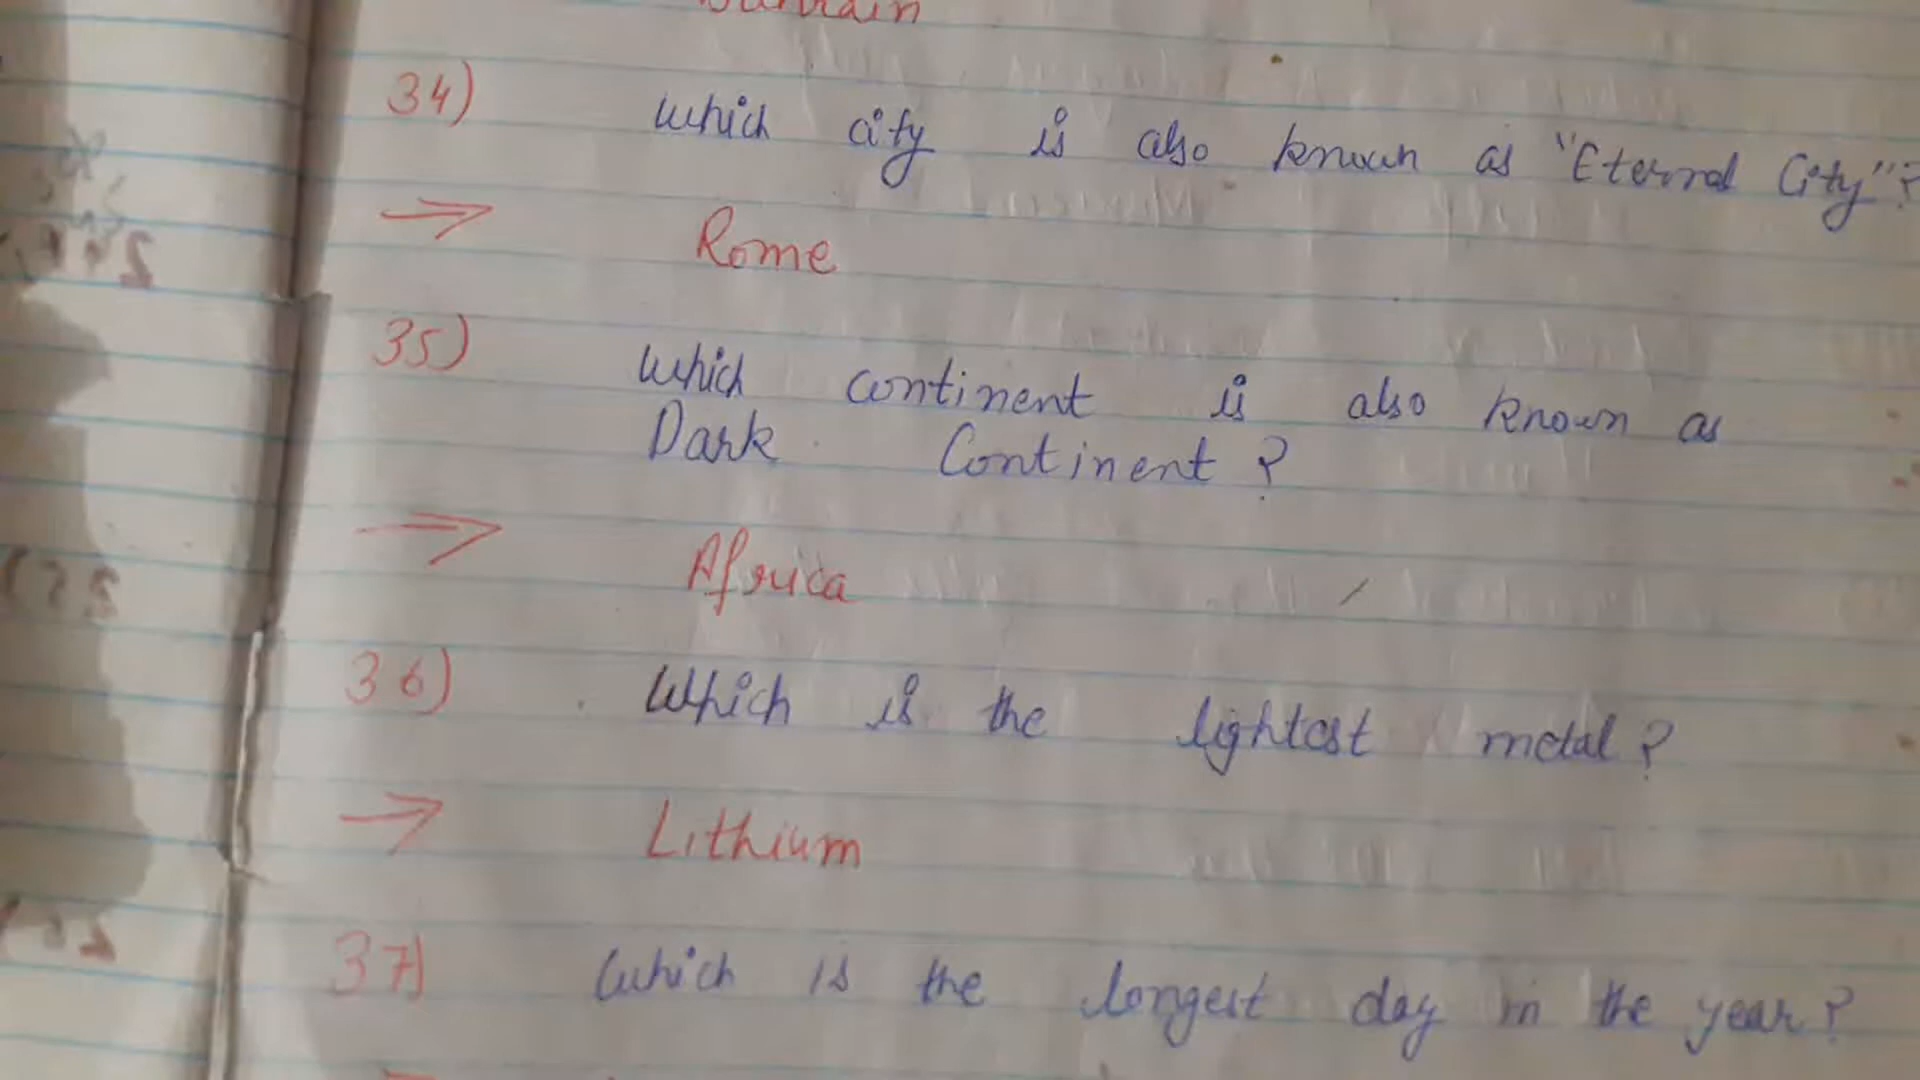 34) Which city is also known as "Eternal City"?
⇒ Rome
35) Which continent is also known as
Dark Continent?
⇒ Africa
36) Which is the lightest metal?
⇒ Lithium
37) Which is the longest day in the year?